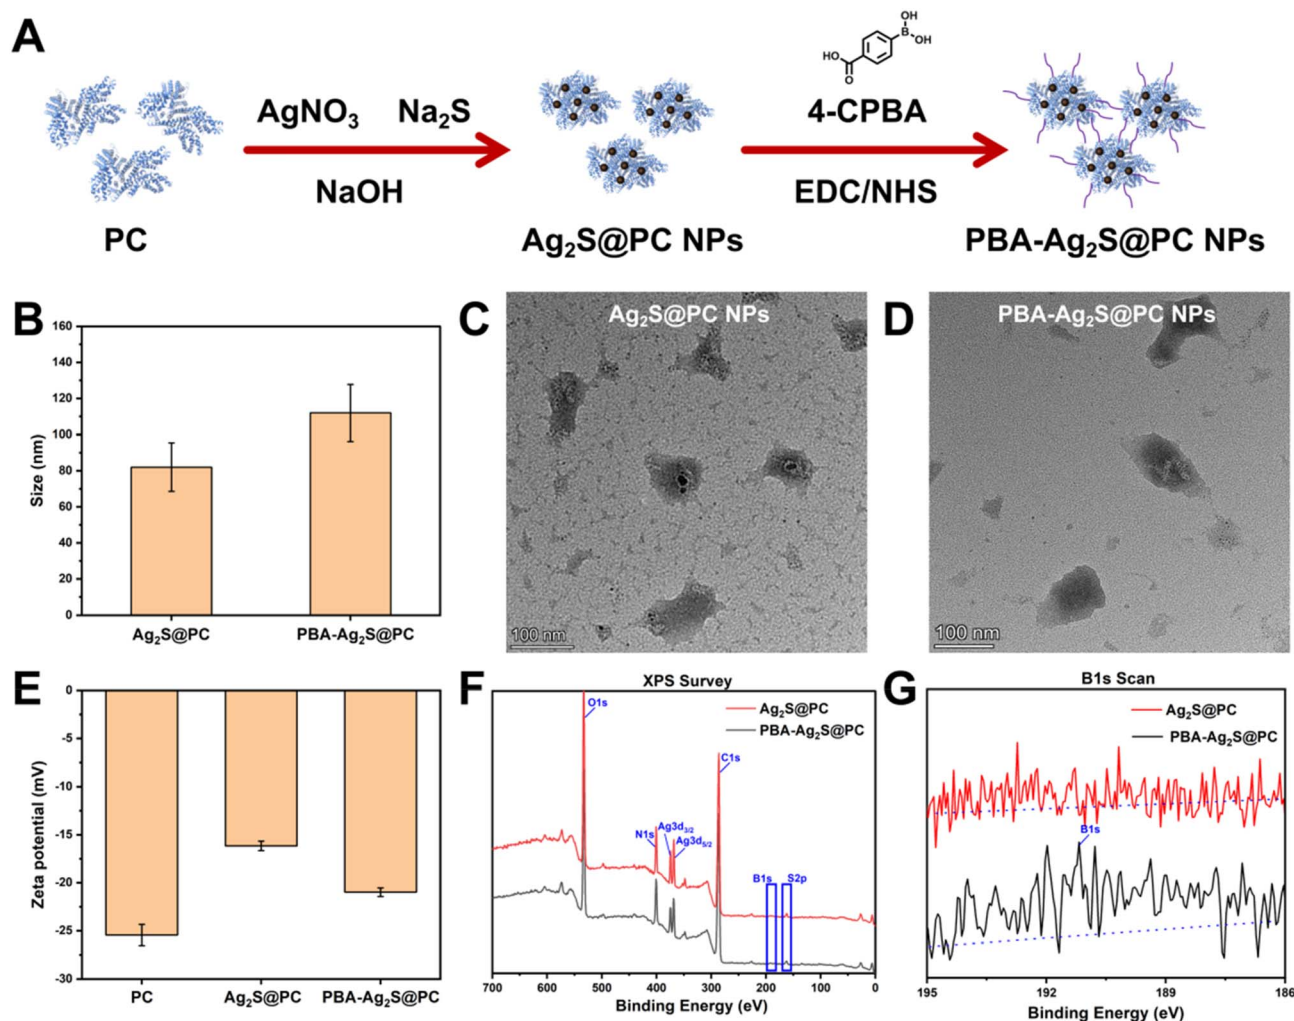 A
OH
B
OH
HO
O
AgNO₃ Na₂S
NaOH
4-CPBA
EDC/NHS
PC
Ag₂S@PC NPs
PBA-Ag₂S@PC NPs
B
160
140
120
100
80
60
40
20
0
Size (nm)
Ag₂S@PC
PBA-Ag₂S@PC
C
Ag₂S@PC NPs
100 nm
D
PBA-Ag₂S@PC NPs
100 nm
E
0
-5
-10
-15
-20
-25
-30
Zeta potential (mV)
PC
Ag₂S@PC
PBA-Ag₂S@PC
F
XPS Survey
O1s
Ag₂S@PC
PBA-Ag₂S@PC
C1s
N1s
Ag3d₃/₂
Ag3d₅/₂
B1s
S2p
700
600
500
400
300
200
100
0
Binding Energy (eV)
G
B1s Scan
Ag₂S@PC
PBA-Ag₂S@PC
B1s
195
192
189
186
Binding Energy (eV)